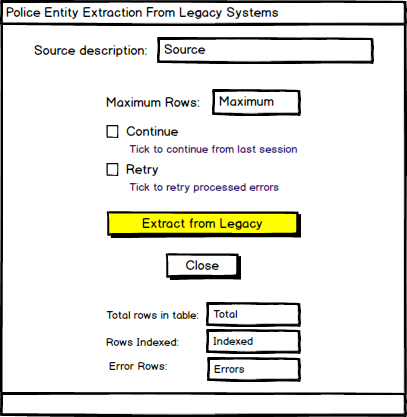 Police Entity Extraction From Legacy Systems
Source description: Source
Maximum Rows: Maximum
Continue
Tick to continue from last session
Retry
Tick to retry processed errors
Extract from Legacy
Close
Total rows in table: Total
Rows Indexed: Indexed
Error Rows: Errors